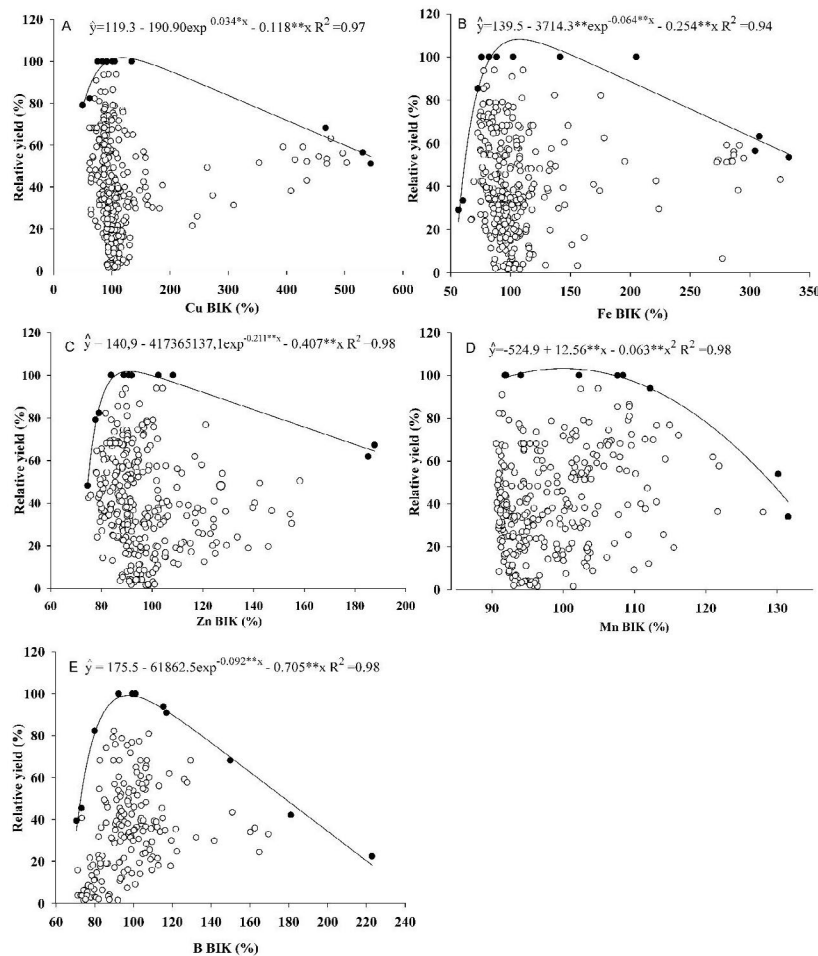 A ŷ=119.3 - 190.90exp 0.034*x - 0.118**x R2 =0.97
120
100
80
60
40
20
0
Relative yield (%)
0 100 200 300 400 500 600
Cu BIK (%)
B ŷ=139.5 - 3714.3**exp-0.064**x - 0.254**x R2 =0.94
120
100
80
60
40
20
0
Relative yield (%)
50 100 150 200 250 300 350
Fe BIK (%)
C ŷ = 140,9 - 417365137,1exp-0.211**x - 0.407**x R2 =0.98
120
100
80
60
40
20
0
Relative yield (%)
60 80 100 120 140 160 180 200
Zn BIK (%)
D ŷ=-524.9 + 12.56**x - 0.063**x2 R2 =0.98
120
100
80
60
40
20
0
Relative yield (%)
90 100 110 120 130
Mn BIK (%)
E ŷ = 175.5 - 61862.5exp-0.092**x - 0.705**x R2 =0.98
120
100
80
60
40
20
0
Relative yield (%)
60 80 100 120 140 160 180 200 220 240
B BIK (%)